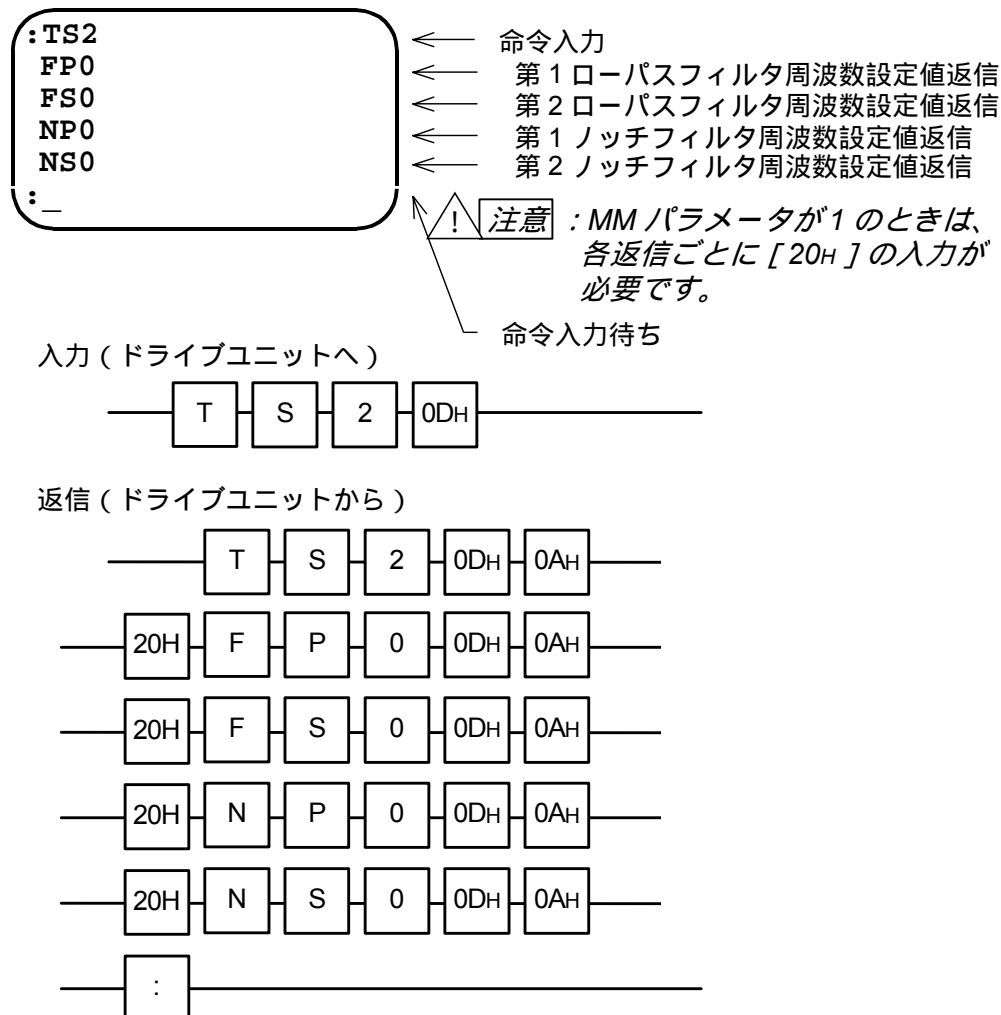 :TS2 命令入力
FP0 第1ローパスフィルタ周波数設定値返信
FS0 第2ローパスフィルタ周波数設定値返信
NP0 第1ノッチフィルタ周波数設定値返信
NS0 第2ノッチフィルタ周波数設定値返信
:_
! 注意 :MM パラメータが1 のときは、
各返信ごとに [ 20H ] の入力が
必要です。
命令入力待ち
入力 ( ドライブユニットへ )
T S 2 0DH
返信 ( ドライブユニットから )
T S 2 0DH 0AH
20H F P 0 0DH 0AH
20H F S 0 0DH 0AH
20H N P 0 0DH 0AH
20H N S 0 0DH 0AH
: